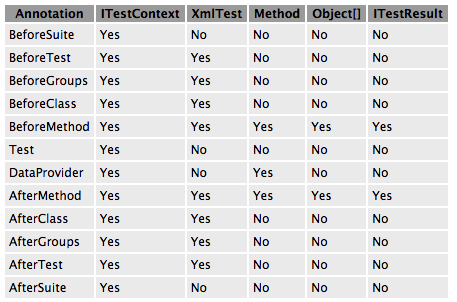 Annotation ITestContext XmlTest Method Object[] ITestResult
BeforeSuite Yes No No No No
BeforeTest Yes Yes No No No
BeforeGroups Yes Yes No No No
BeforeClass Yes Yes No No No
BeforeMethod Yes Yes Yes Yes Yes
Test Yes No No No No
DataProvider Yes No Yes No No
AfterMethod Yes Yes Yes Yes Yes
AfterClass Yes Yes No No No
AfterGroups Yes Yes No No No
AfterTest Yes Yes No No No
AfterSuite Yes No No No No